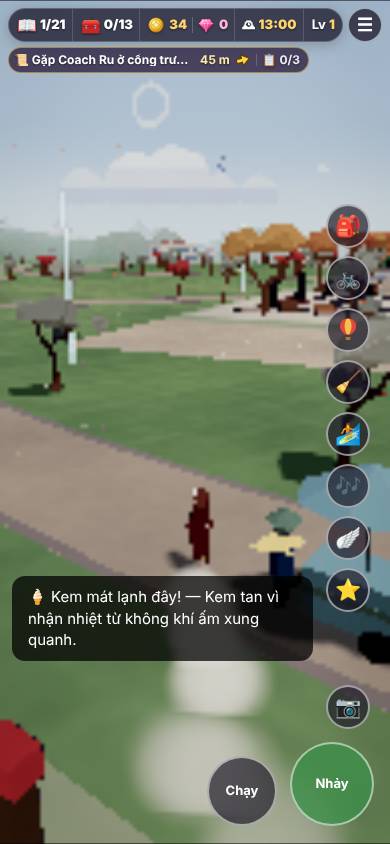 1/21 0/13 34 0 13:00 Lv 1
Gặp Coach Ru ở cổng trư... 45 m 0/3
Kem mát lạnh đây! — Kem tan vì
nhận nhiệt từ không khí ấm xung
quanh.
Chạy
Nhảy